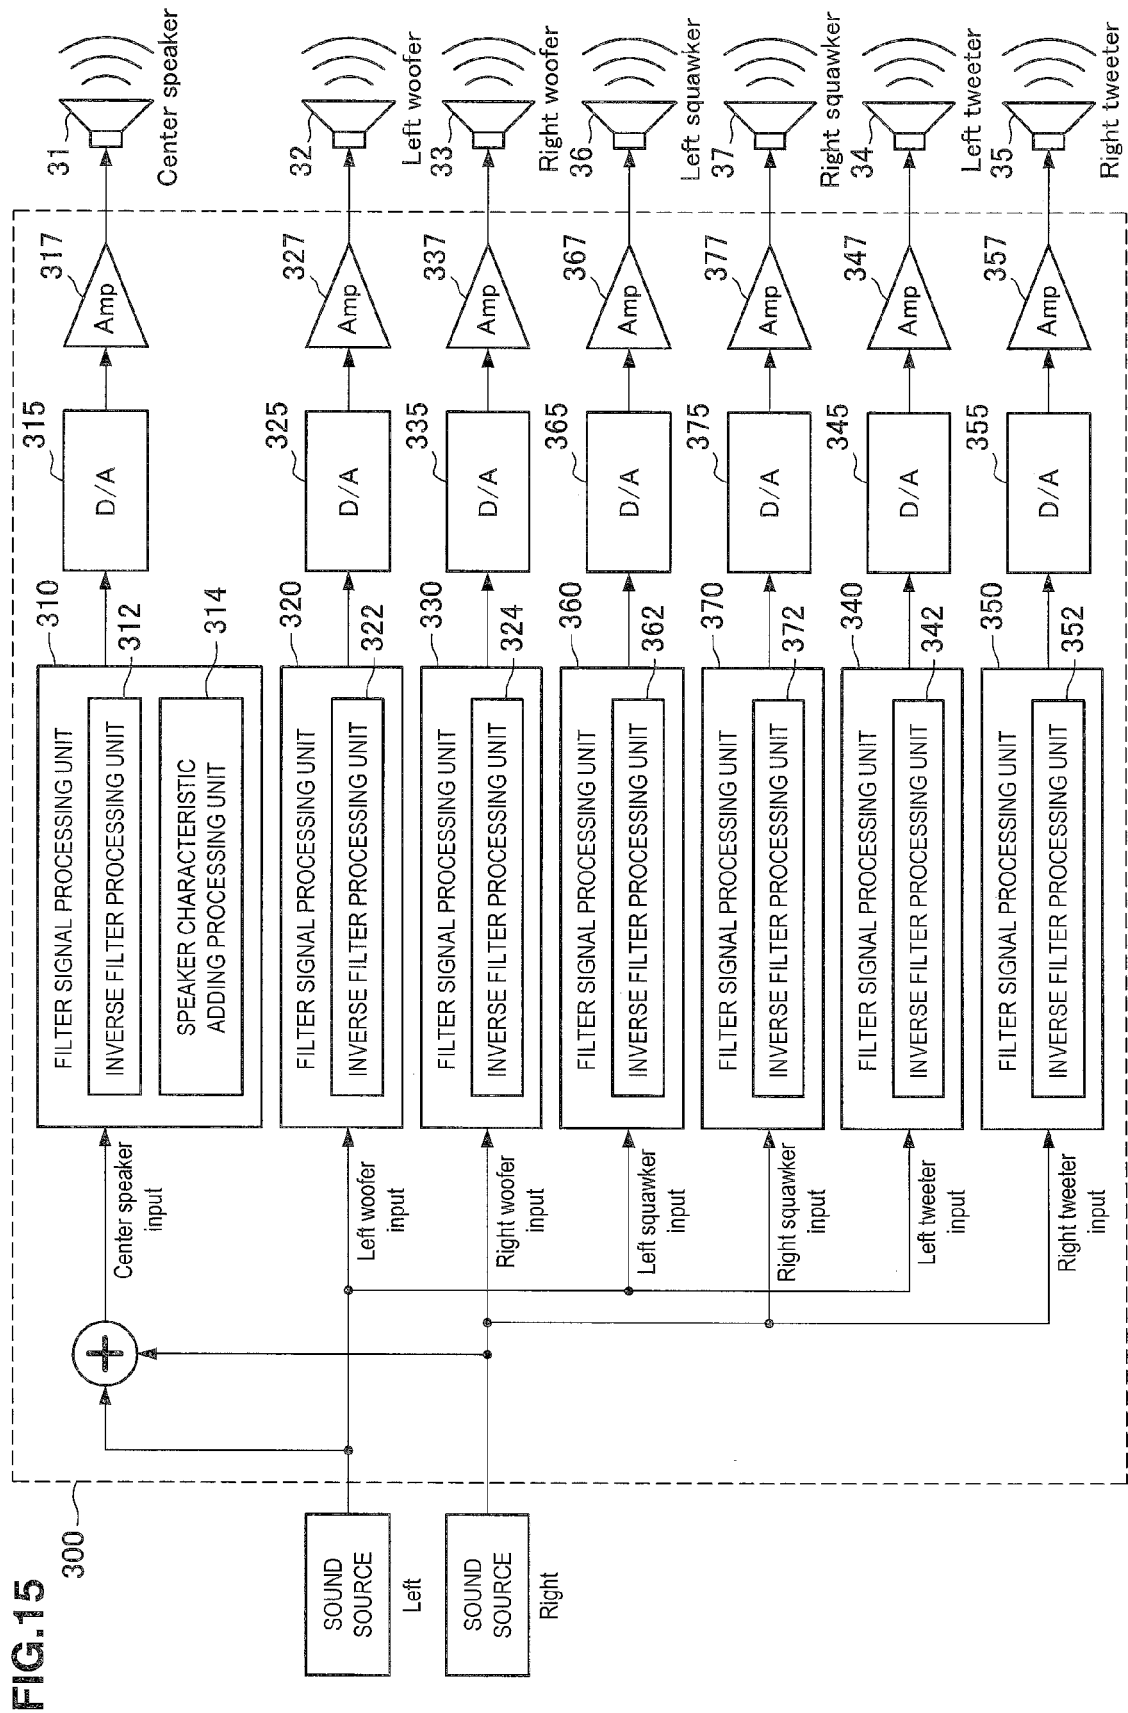 FIG.15
300
SOUND
SOURCE
Left
SOUND
SOURCE
Right
Center speaker
input
310
FILTER SIGNAL PROCESSING UNIT
312
INVERSE FILTER PROCESSING UNIT
314
SPEAKER CHARACTERISTIC
ADDING PROCESSING UNIT
315
D/A
317
Amp
31
Center speaker
Left woofer
input
320
FILTER SIGNAL PROCESSING UNIT
322
INVERSE FILTER PROCESSING UNIT
325
D/A
327
Amp
32
Left woofer
Right woofer
input
330
FILTER SIGNAL PROCESSING UNIT
324
INVERSE FILTER PROCESSING UNIT
335
D/A
337
Amp
33
Right woofer
Left squawker
input
360
FILTER SIGNAL PROCESSING UNIT
362
INVERSE FILTER PROCESSING UNIT
365
D/A
367
Amp
36
Left squawker
Right squawker
input
370
FILTER SIGNAL PROCESSING UNIT
372
INVERSE FILTER PROCESSING UNIT
375
D/A
377
Amp
37
Right squawker
Left tweeter
input
340
FILTER SIGNAL PROCESSING UNIT
342
INVERSE FILTER PROCESSING UNIT
345
D/A
347
Amp
34
Left tweeter
Right tweeter
input
350
FILTER SIGNAL PROCESSING UNIT
352
INVERSE FILTER PROCESSING UNIT
355
D/A
357
Amp
35
Right tweeter